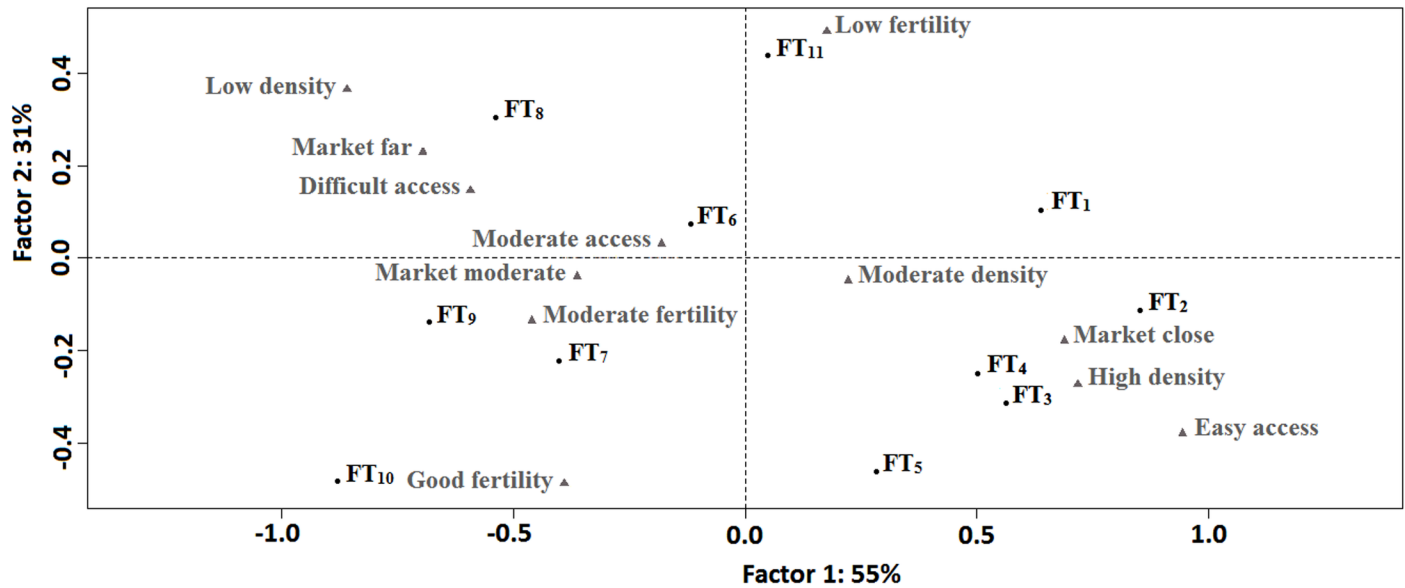 Low fertility
FT11
0.4
Low density
FT8
Factor 2: 31%
0.2
Market far
Difficult access
FT1
FT6
Moderate access
0.0
Market moderate
Moderate density
FT2
FT9
Moderate fertility
Market close
-0.2
FT7
FT4
High density
FT3
Easy access
-0.4
FT5
FT10
Good fertility
-1.0
-0.5
0.0
0.5
1.0
Factor 1: 55%